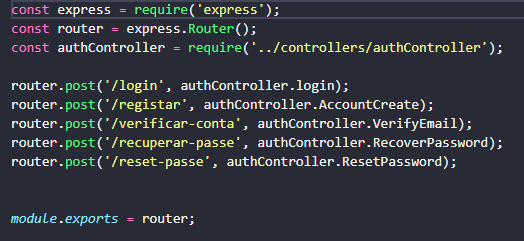 const express = require('express');
const router = express.Router();
const authController = require('../controllers/authController');
router.post('/login', authController.login);
router.post('/registar', authController.AccountCreate);
router.post('/verificar-conta', authController.VerifyEmail);
router.post('/recuperar-passe', authController.RecoverPassword);
router.post('/reset-passe', authController.ResetPassword);
module.exports = router;